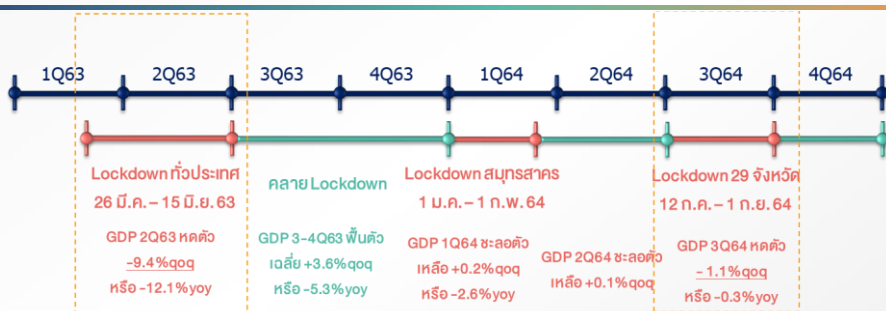 1Q63 2Q63 3Q63 4Q63 1Q64 2Q64 3Q64 4Q64
Lockdown ทั่วประเทศ
26 มี.ค. – 15 มิ.ย. 63
GDP 2Q63 หดตัว
-9.4%qoq
หรือ -12.1%yoy
คลาย Lockdown
GDP 3-4Q63 ฟื้นตัว
เฉลี่ย +3.6%qoq
หรือ -5.3%yoy
Lockdown สมุทรสาคร
1 ม.ค. – 1 ก.พ. 64
GDP 1Q64 ชะลอตัว
เหลือ +0.2%qoq
หรือ -2.6%yoy
GDP 2Q64 ชะลอตัว
เหลือ +0.1%qoq
Lockdown 29 จังหวัด
12 ก.ค. – 1 ก.ย. 64
GDP 3Q64 หดตัว
- 1.1%qoq
หรือ -0.3%yoy